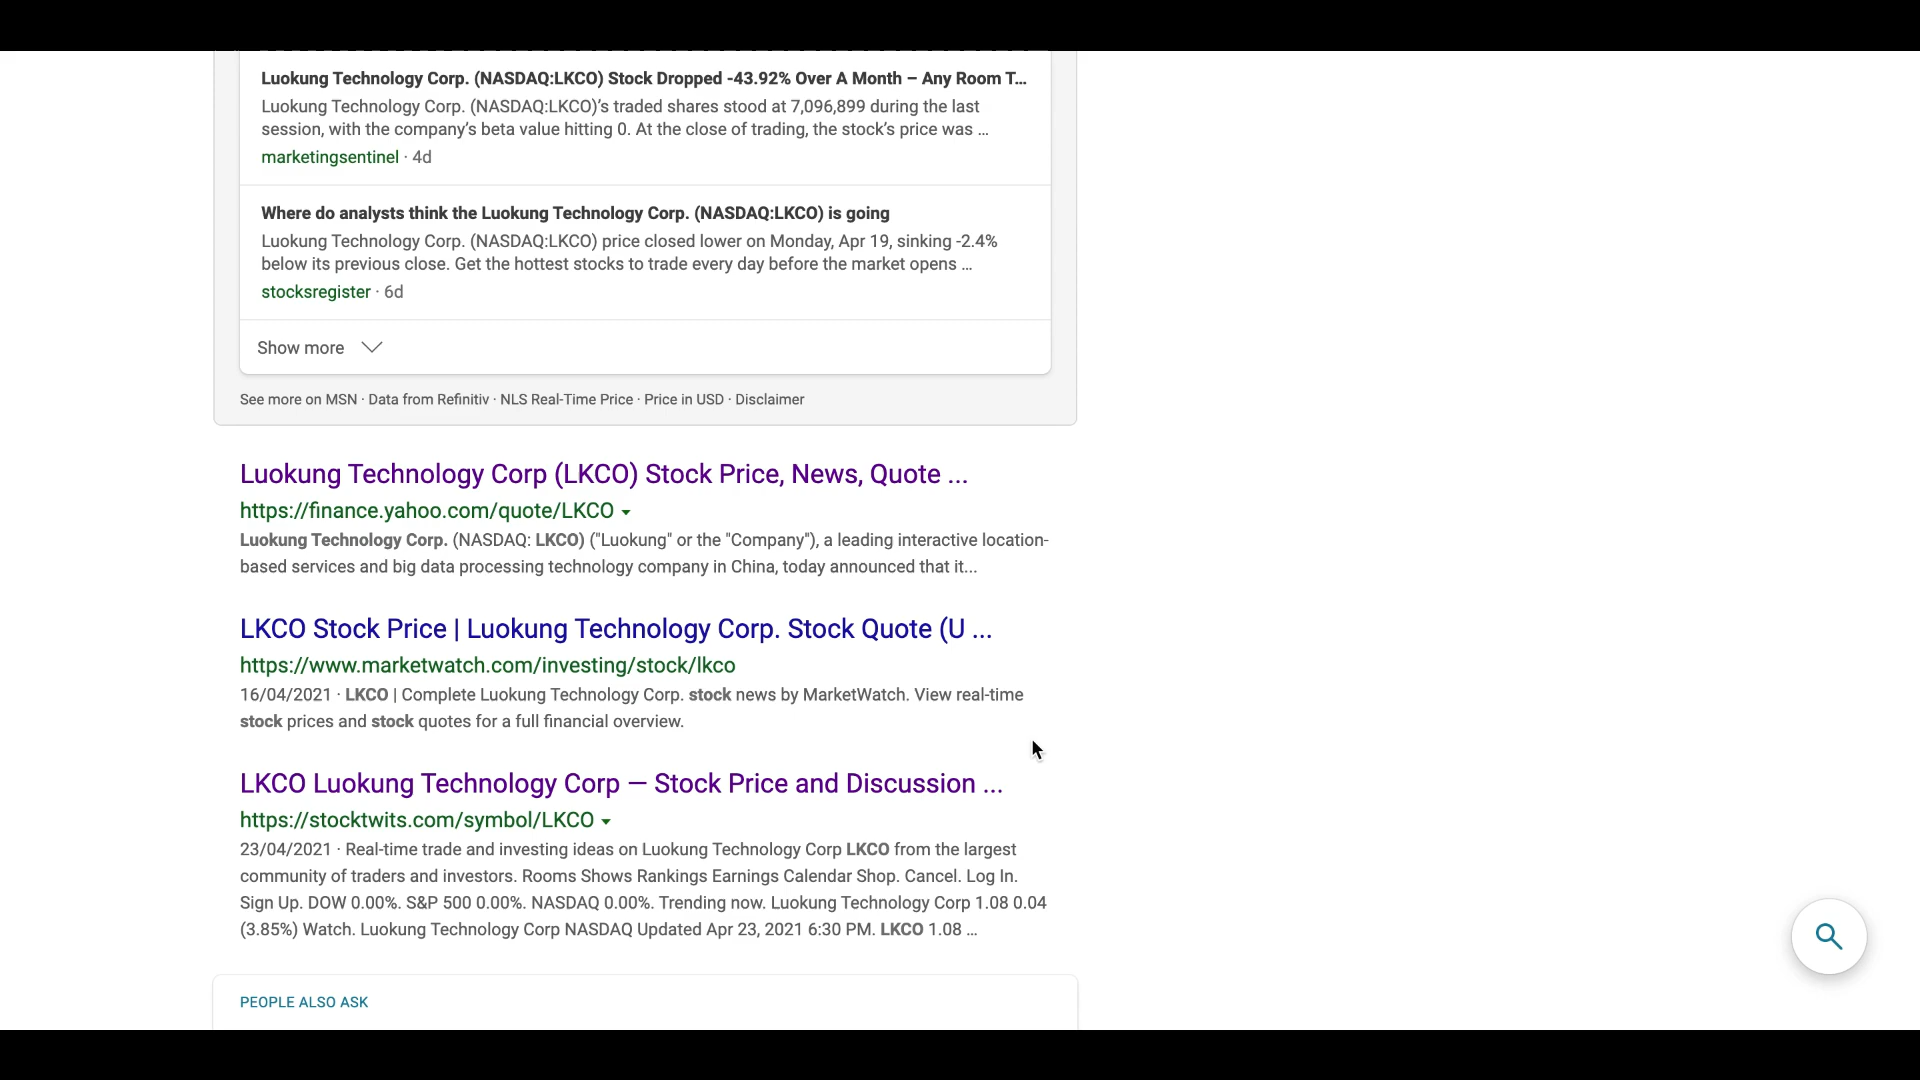 Luokung Technology Corp. (NASDAQ:LKCO) Stock Dropped -43.92% Over A Month – Any Room T...
Luokung Technology Corp. (NASDAQ:LKCO)’s traded shares stood at 7,096,899 during the last
session, with the company’s beta value hitting 0. At the close of trading, the stock’s price was ...
marketingsentinel · 4d
Where do analysts think the Luokung Technology Corp. (NASDAQ:LKCO) is going
Luokung Technology Corp. (NASDAQ:LKCO) price closed lower on Monday, Apr 19, sinking -2.4%
below its previous close. Get the hottest stocks to trade every day before the market opens ...
stocksregister · 6d
Show more
See more on MSN · Data from Refinitiv · NLS Real-Time Price · Price in USD · Disclaimer
Luokung Technology Corp (LKCO) Stock Price, News, Quote ...
https://finance.yahoo.com/quote/LKCO
Luokung Technology Corp. (NASDAQ: LKCO) ("Luokung" or the "Company"), a leading interactive location-
based services and big data processing technology company in China, today announced that it...
LKCO Stock Price | Luokung Technology Corp. Stock Quote (U ...
https://www.marketwatch.com/investing/stock/lkco
16/04/2021 · LKCO | Complete Luokung Technology Corp. stock news by MarketWatch. View real-time
stock prices and stock quotes for a full financial overview.
LKCO Luokung Technology Corp — Stock Price and Discussion ...
https://stocktwits.com/symbol/LKCO
23/04/2021 · Real-time trade and investing ideas on Luokung Technology Corp LKCO from the largest
community of traders and investors. Rooms Shows Rankings Earnings Calendar Shop. Cancel. Log In.
Sign Up. DOW 0.00%. S&P 500 0.00%. NASDAQ 0.00%. Trending now. Luokung Technology Corp 1.08 0.04
(3.85%) Watch. Luokung Technology Corp NASDAQ Updated Apr 23, 2021 6:30 PM. LKCO 1.08 ...
PEOPLE ALSO ASK